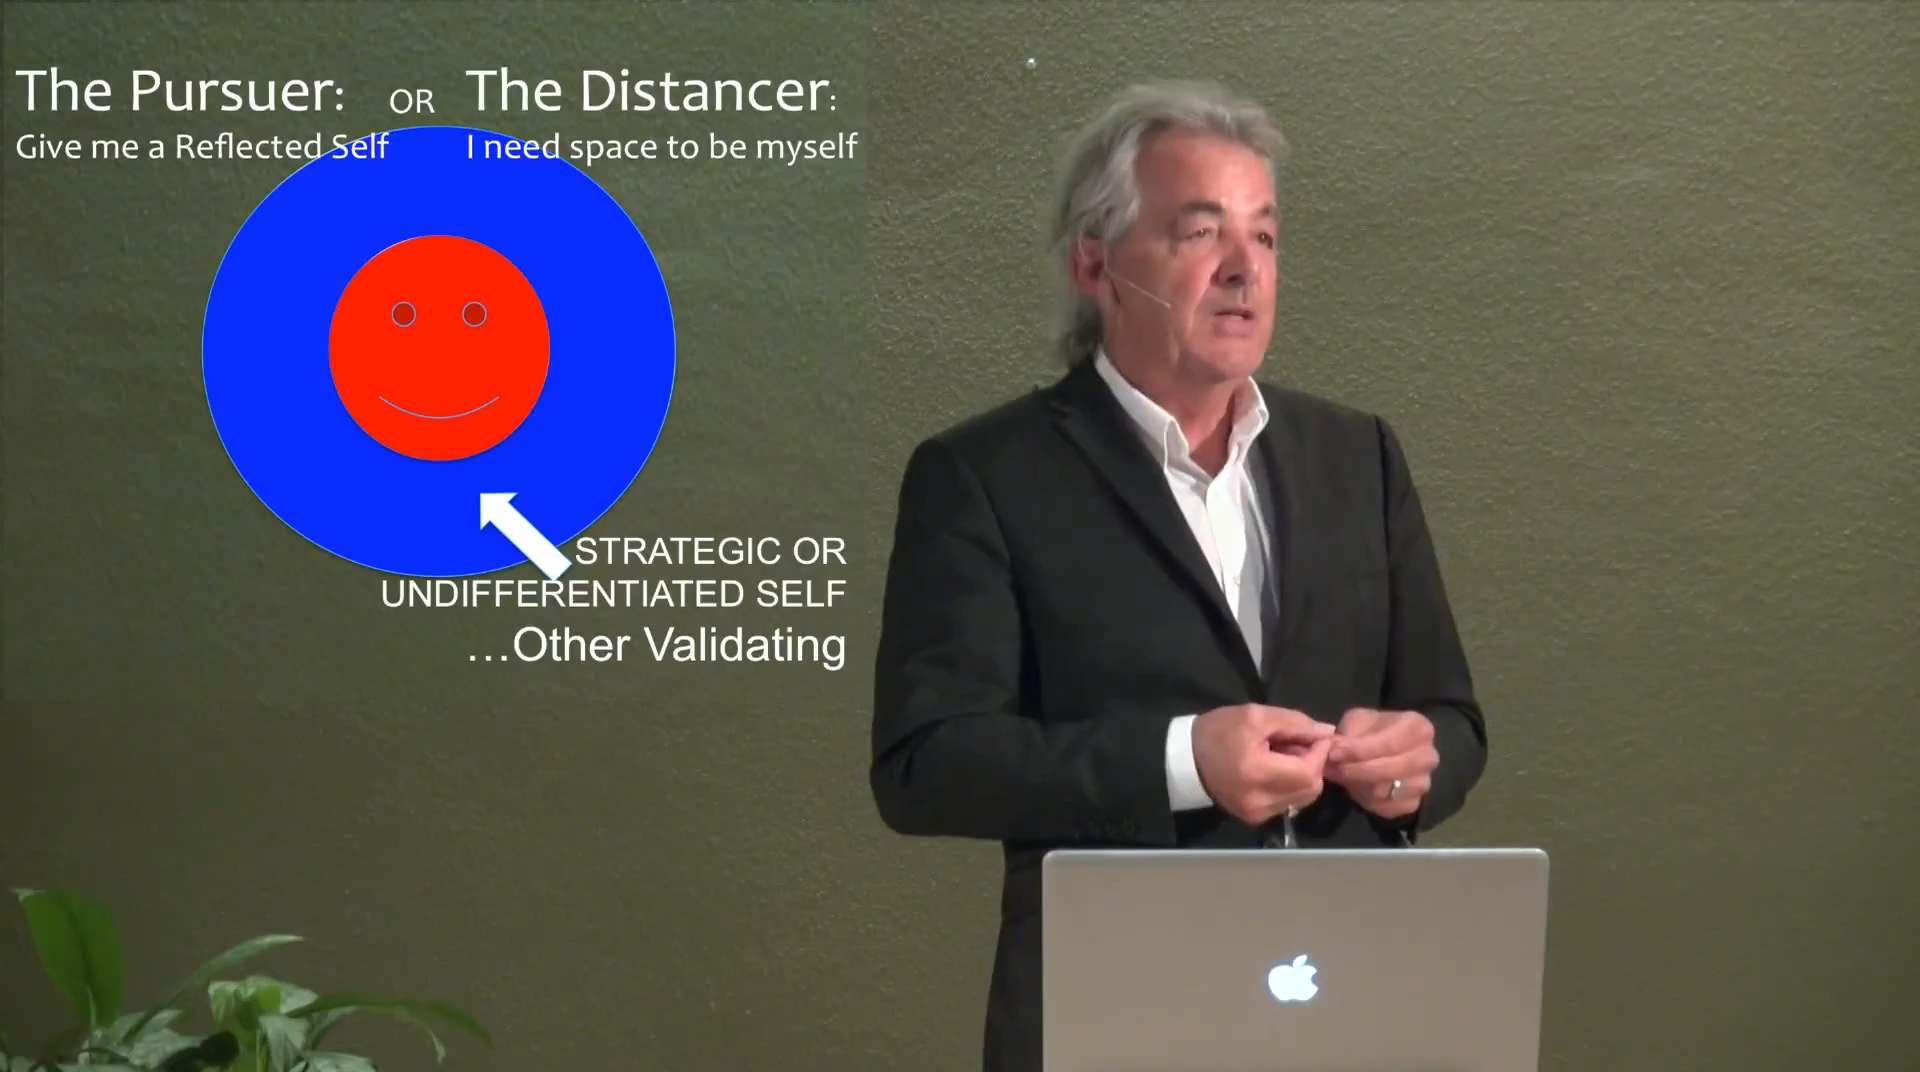 The Pursuer: OR The Distancer:
Give me a Reflected Self
I need space to be myself
STRATEGIC OR
UNDIFFERENTIATED SELF
...Other Validating